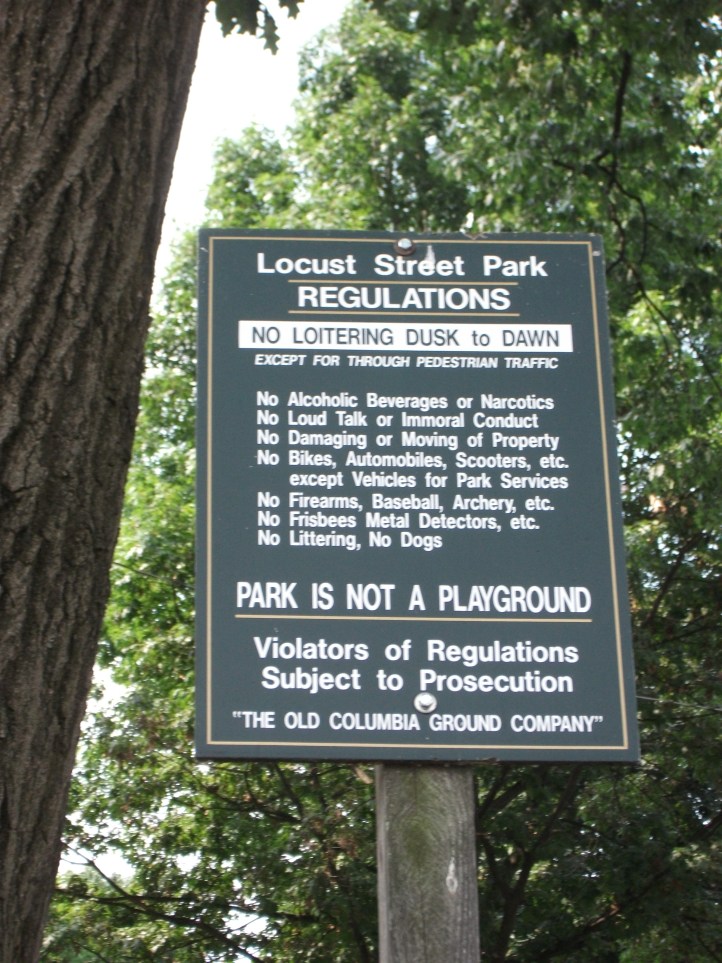 Locust Street Park
REGULATIONS
NO LOITERING DUSK to DAWN
EXCEPT FOR THROUGH PEDESTRIAN TRAFFIC
No Alcoholic Beverages or Narcotics
No Loud Talk or Immoral Conduct
No Damaging or Moving of Property
No Bikes, Automobiles, Scooters, etc.
except Vehicles for Park Services
No Firearms, Baseball, Archery, etc.
No Frisbees Metal Detectors, etc.
No Littering, No Dogs
PARK IS NOT A PLAYGROUND
Violators of Regulations
Subject to Prosecution
"THE OLD COLUMBIA GROUND COMPANY"